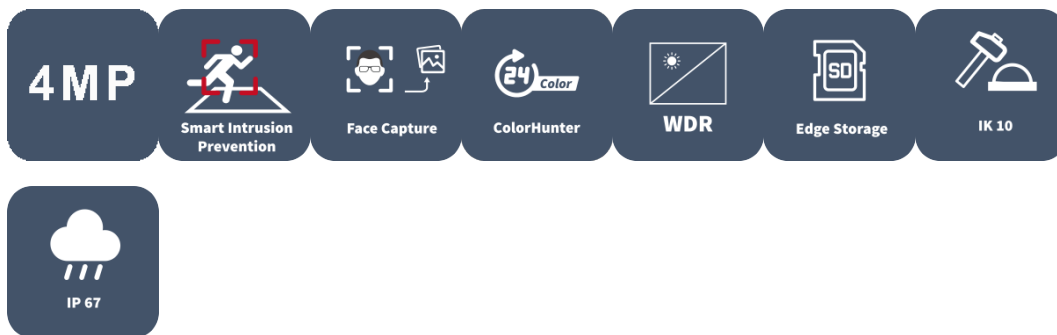 4MP
Smart Intrusion
Prevention
Face Capture
24
Color
ColorHunter
WDR
SD
Edge Storage
IK 10
IP 67